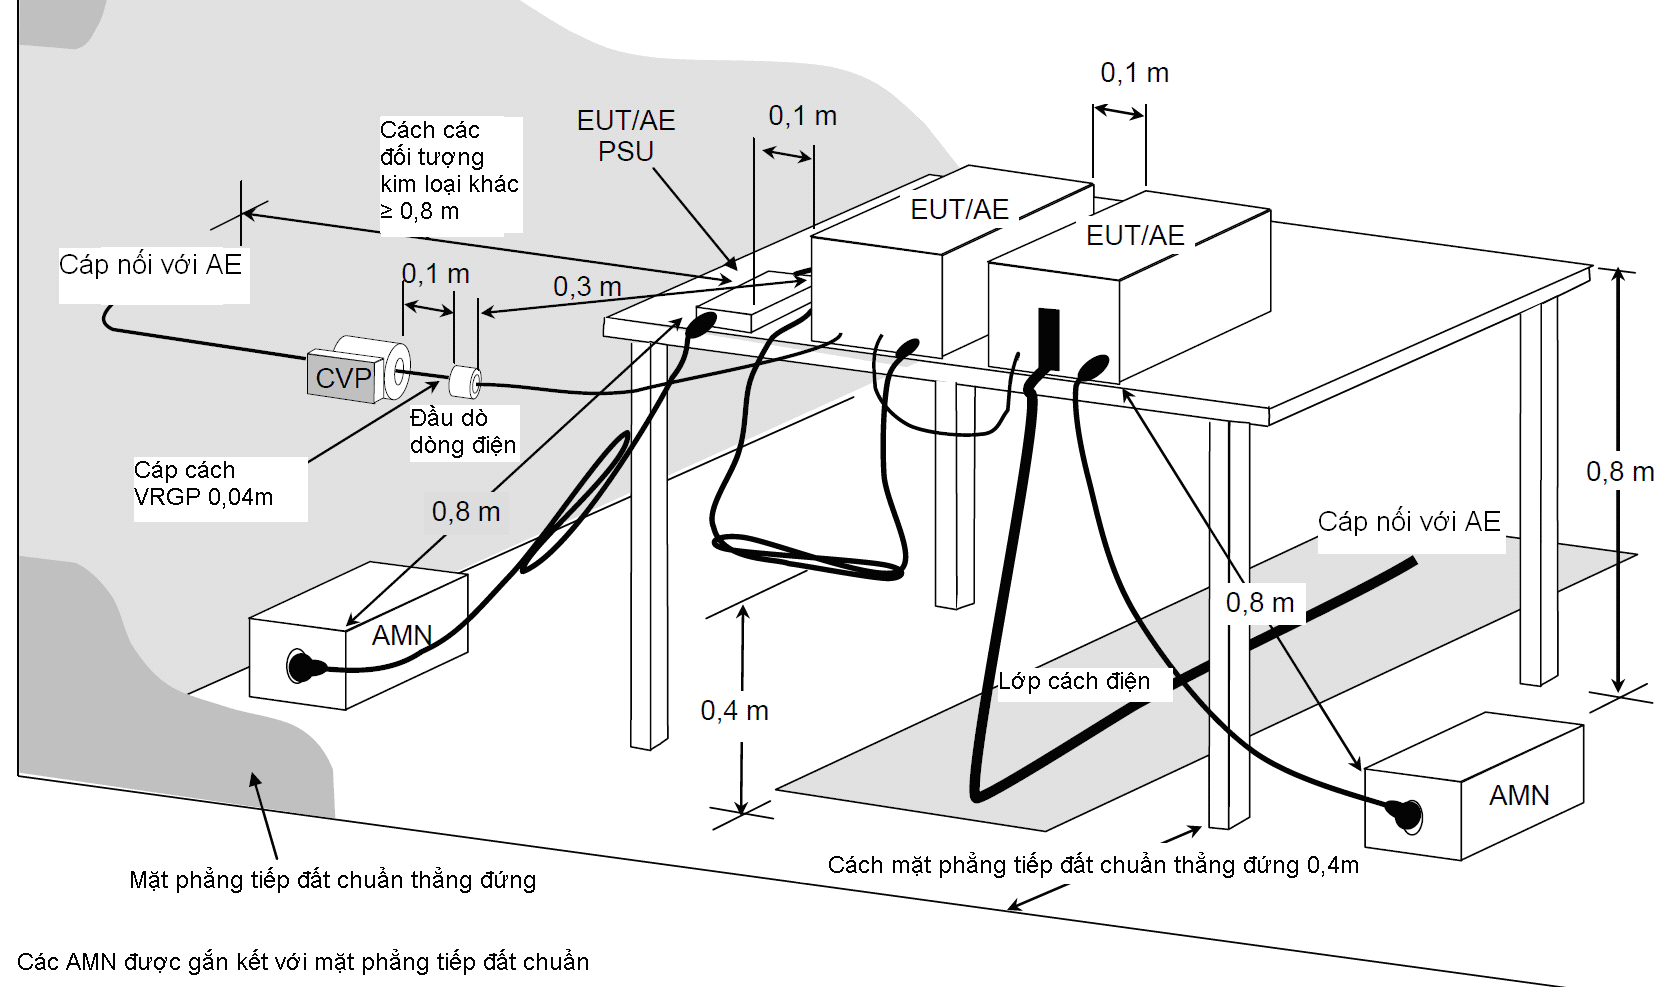 0,1 m
Cách các
đối tượng
kim loại khác
≥ 0,8 m
EUT/AE
PSU
0,1 m
EUT/AE
EUT/AE
Cáp nối với AE
0,1 m
0,3 m
CVP
Đầu dò
dòng điện
Cáp cách
VRGP 0,04m
0,8 m
0,8 m
Cáp nối với AE
0,8 m
AMN
Lớp cách điện
0,4 m
AMN
Cách mặt phẳng tiếp đất chuẩn thẳng đứng 0,4m
Mặt phẳng tiếp đất chuẩn thẳng đứng
Các AMN được gắn kết với mặt phẳng tiếp đất chuẩn